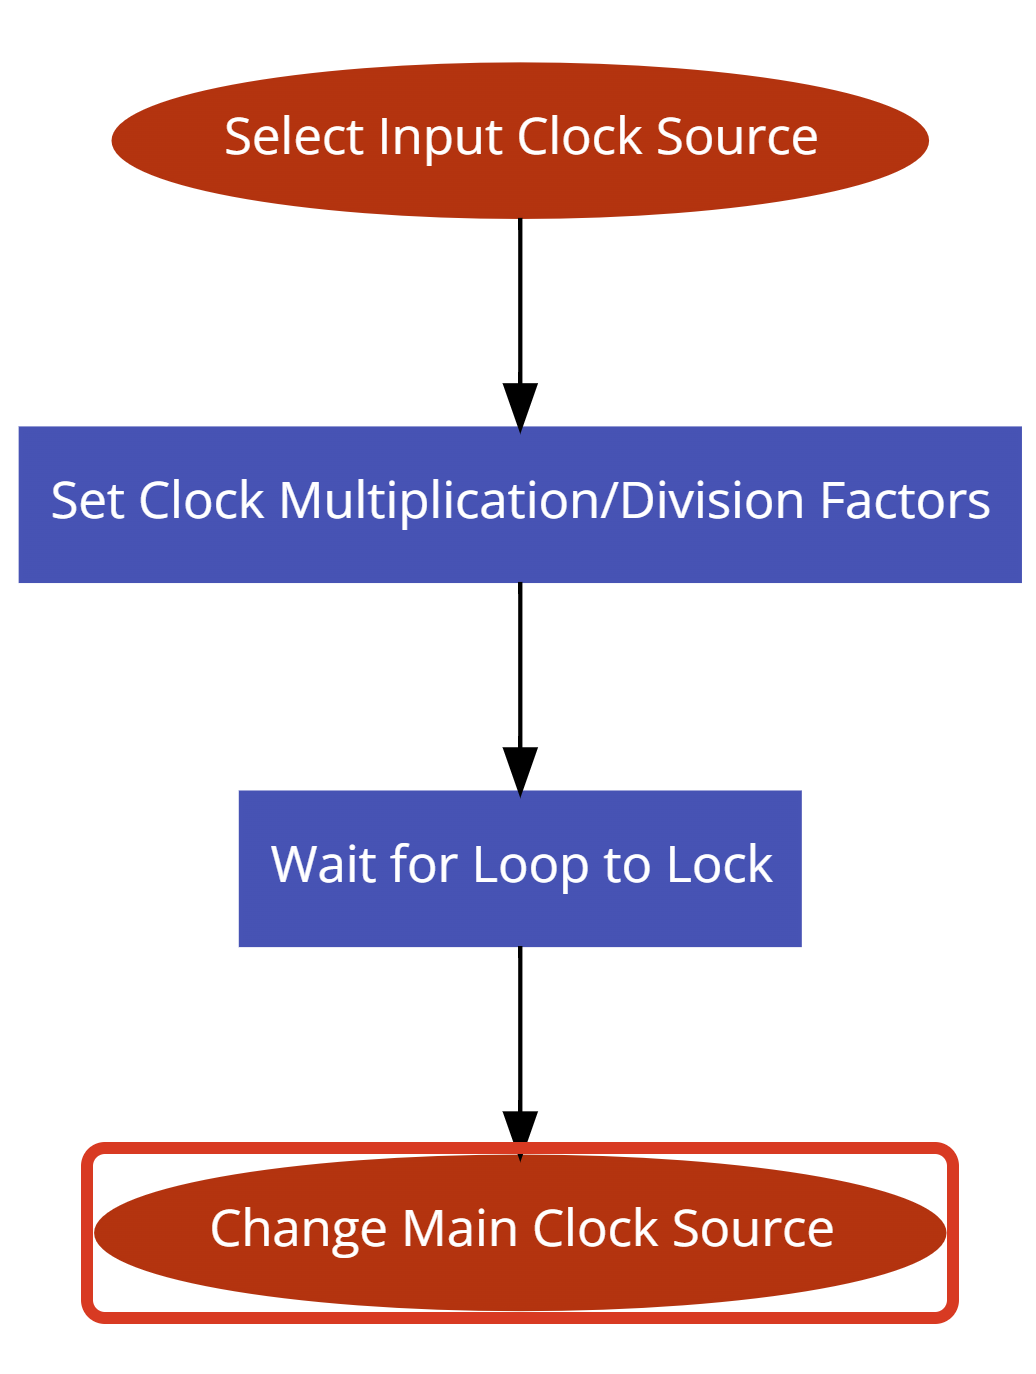 Select Input Clock Source
Set Clock Multiplication/Division Factors
Wait for Loop to Lock
Change Main Clock Source